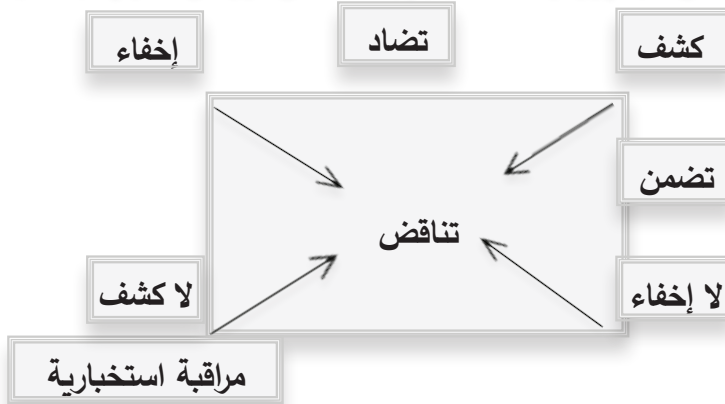 كشف
تضاد
إخفاء
تضمن
تناقض
لا إخفاء
لا كشف
مراقبة استخبارية